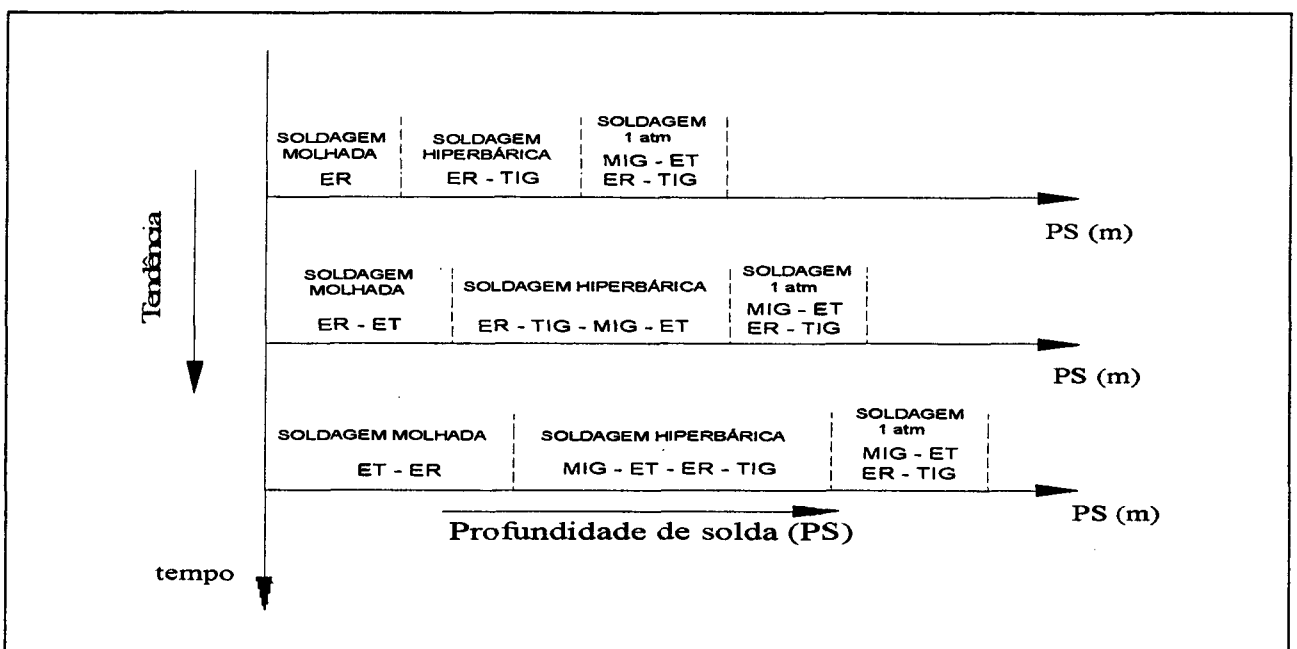 SOLDAGEM
MOLHADA
ER
SOLDAGEM
HIPERBÁRICA
ER - TIG
SOLDAGEM
1 atm
MIG - ET
ER - TIG
PS (m)
Tendência
SOLDAGEM
MOLHADA
ER - ET
SOLDAGEM HIPERBÁRICA
ER - TIG - MIG - ET
SOLDAGEM
1 atm
MIG - ET
ER - TIG
PS (m)
SOLDAGEM MOLHADA
ET - ER
SOLDAGEM HIPERBÁRICA
MIG - ET - ER - TIG
SOLDAGEM
1 atm
MIG - ET
ER - TIG
PS (m)
Profundidade de solda (PS)
tempo